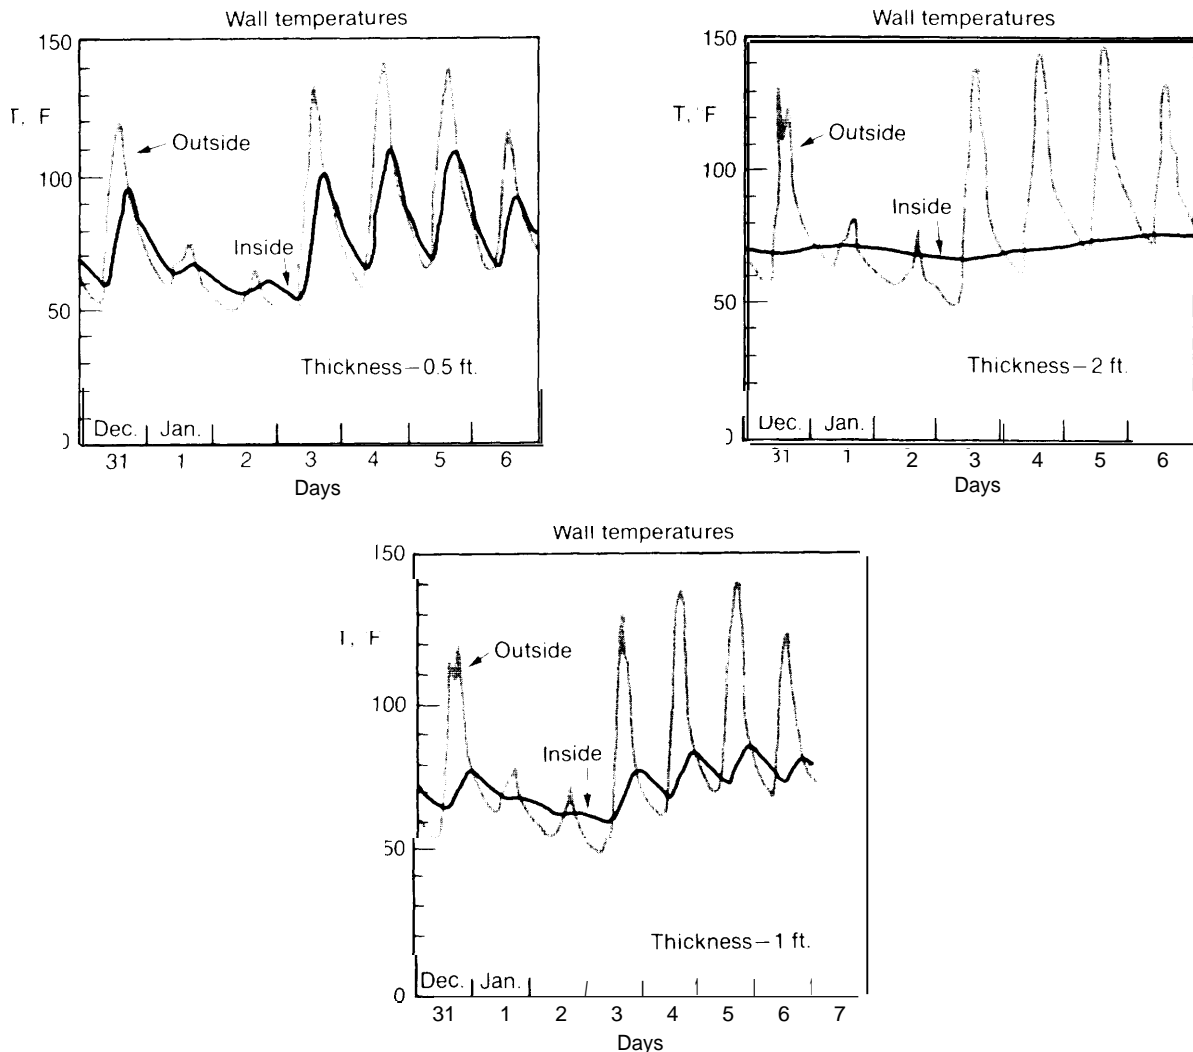 Wall temperatures
150
T, F
Outside
100
Inside
50
Thickness—0.5 ft.
Dec. Jan.
31 1 2 3 4 5 6
Days
Wall temperatures
150
T, F
Outside
100
Inside
50
Thickness—2 ft.
Dec. Jan.
31 1 2 3 4 5 6
Days
Wall temperatures
150
T, F
Outside
100
Inside
50
Thickness—1 ft.
0
Dec. Jan.
31 1 2 3 4 5 6 7
Days